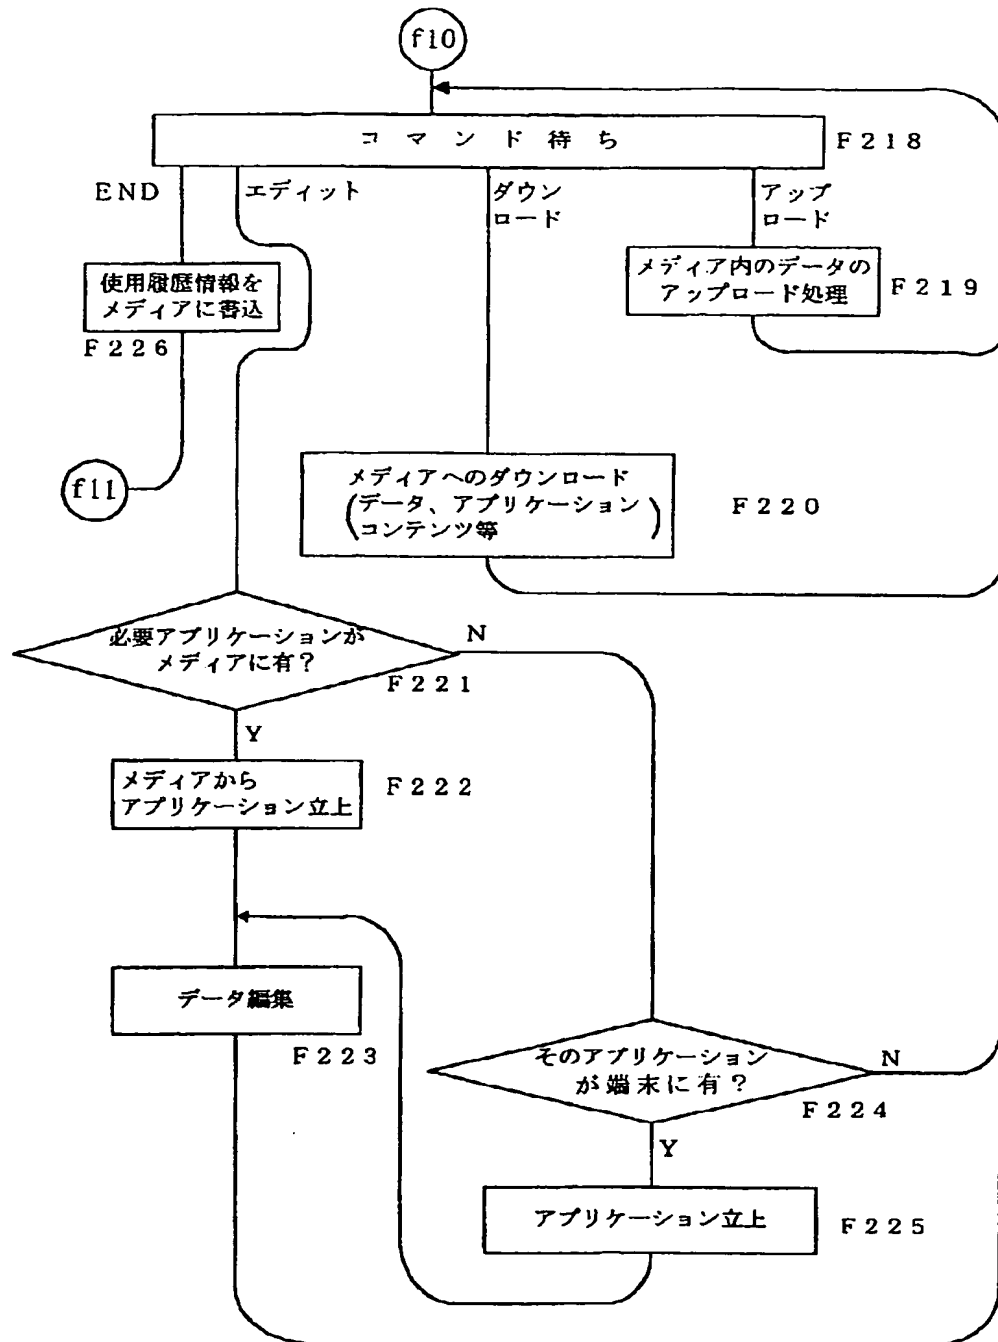 f10
コマンド待ち
F218
END
エディット
ダウン
ロード
アップ
ロード
使用履歴情報を
メディアに書込
F226
メディア内のデータの
アップロード処理
F219
f11
メディアへのダウンロード
(データ、アプリケーション
コンテンツ等)
F220
必要アプリケーションが
メディアに有?
N
F221
Y
メディアから
アプリケーション立上
F222
データ編集
F223
そのアプリケーション
が端末に有?
N
F224
Y
アプリケーション立上
F225